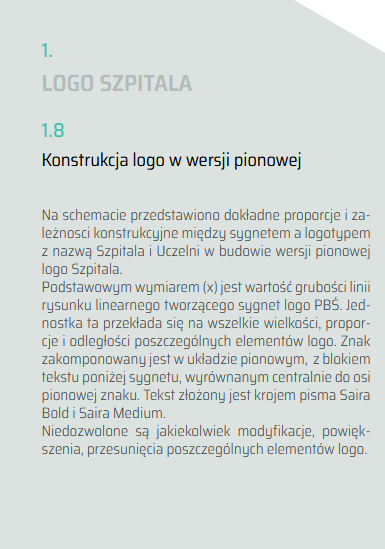 1.
LOGO SZPITALA
1.8
Konstrukcja logo w wersji pionowej
Na schemacie przedstawiono dokładne proporcje i za-
leżnosci konstrukcyjne między sygnetem a logotypem
z nazwą Szpitala i Uczelni w budowie wersji pionowej
logo Szpitala.
Podstawowym wymiarem (x) jest wartość grubości linii
rysunku linearnego tworzącego sygnet logo PBŚ. Jed-
nostka ta przekłada się na wszelkie wielkości, propor-
cje i odległości poszczególnych elementów logo. Znak
zakomponowany jest w układzie pionowym, z blokiem
tekstu poniżej sygnetu, wyrównanym centralnie do osi
pionowej znaku. Tekst złożony jest krojem pisma Saira
Bold i Saira Medium.
Niedozwolone są jakiekolwiek modyfikacje, powięk-
szenia, przesunięcia poszczególnych elementów logo.